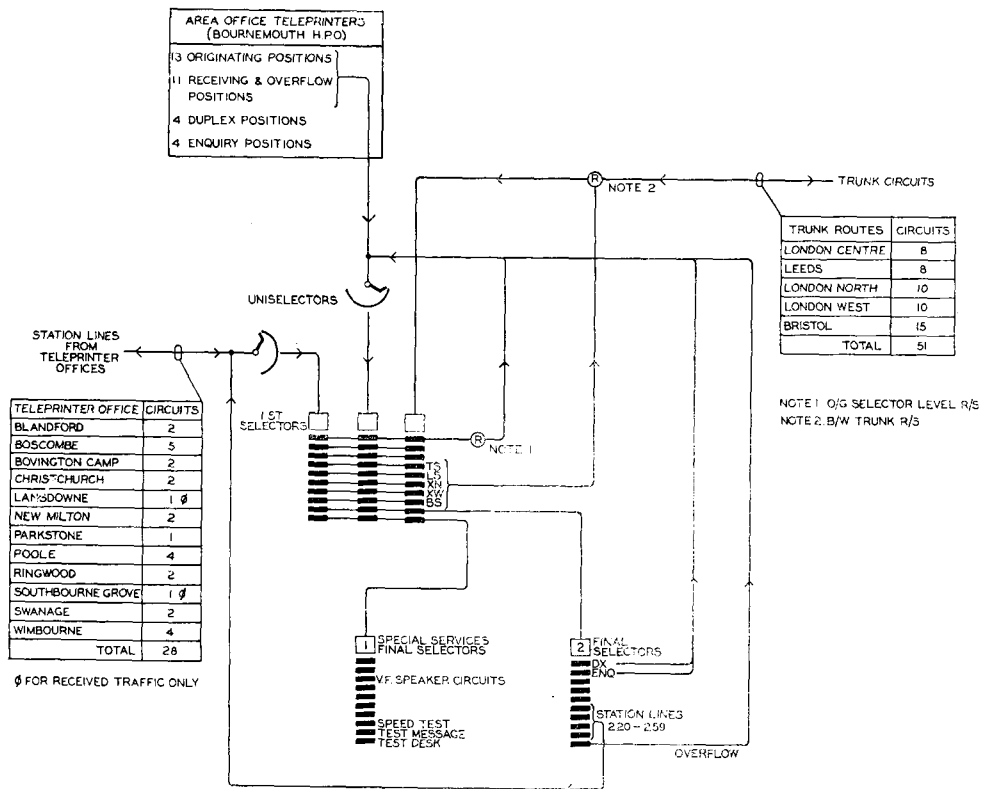 AREA OFFICE TELEPRINTERS
(BOURNEMOUTH H.P.O)
13 ORIGINATING POSITIONS
11 RECEIVING & OVERFLOW
POSITIONS
4 DUPLEX POSITIONS
4 ENQUIRY POSITIONS
R
NOTE 2
TRUNK CIRCUITS
TRUNK ROUTES CIRCUITS
LONDON CENTRE 8
LEEDS 8
LONDON NORTH 10
LONDON WEST 10
BRISTOL 15
TOTAL 51
UNISELECTORS
STATION LINES
FROM
TELEPRINTER
OFFICES
NOTE 1 O/G SELECTOR LEVEL R/S
NOTE 2. B/W TRUNK R/S
TELEPRINTER OFFICE CIRCUITS
BLANDFORD 2
BOSCOMBE 5
BOVINGTON CAMP 2
CHRISTCHURCH 2
LANSDOWNE 1 ϕ
NEW MILTON 2
PARKSTONE 1
POOLE 4
RINGWOOD 2
SOUTHBOURNE GROVE 1 ϕ
SWANAGE 2
WIMBOURNE 4
TOTAL 28
ϕ FOR RECEIVED TRAFFIC ONLY
1ST
SELECTORS
R
NOTE 1
TS
LS
XN
XW
BS
1
SPECIAL SERVICES
FINAL SELECTORS
V.F. SPEAKER CIRCUITS
SPEED TEST
TEST MESSAGE
TEST DESK
2
FINAL
SELECTORS
DX
ENQ
STATION LINES
220-259
OVERFLOW